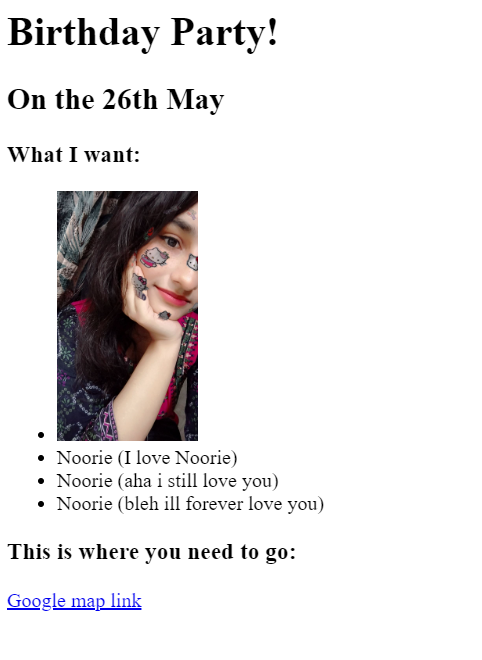 Birthday Party!
On the 26th May
What I want:
Noorie (I love Noorie)
Noorie (aha i still love you)
Noorie (bleh ill forever love you)
This is where you need to go:
Google map link